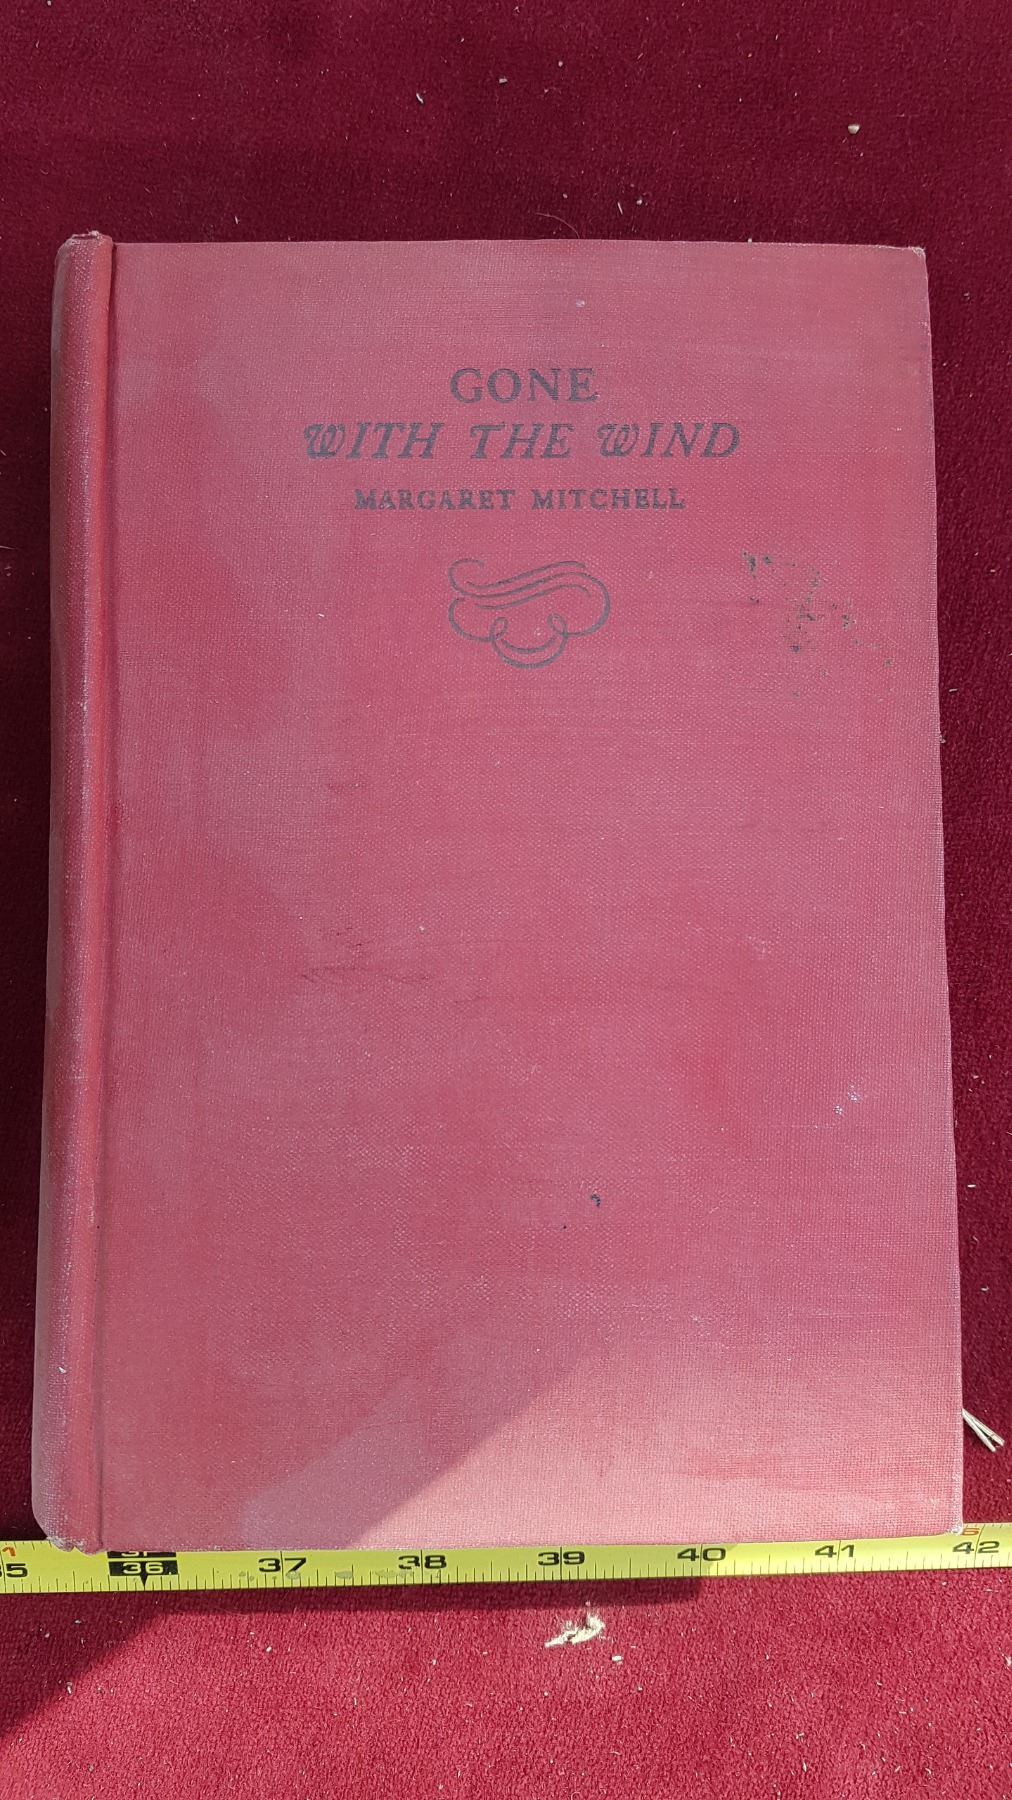 GONE
WITH THE WIND
MARGARET MITCHELL
36 37 38 39 40 41 42